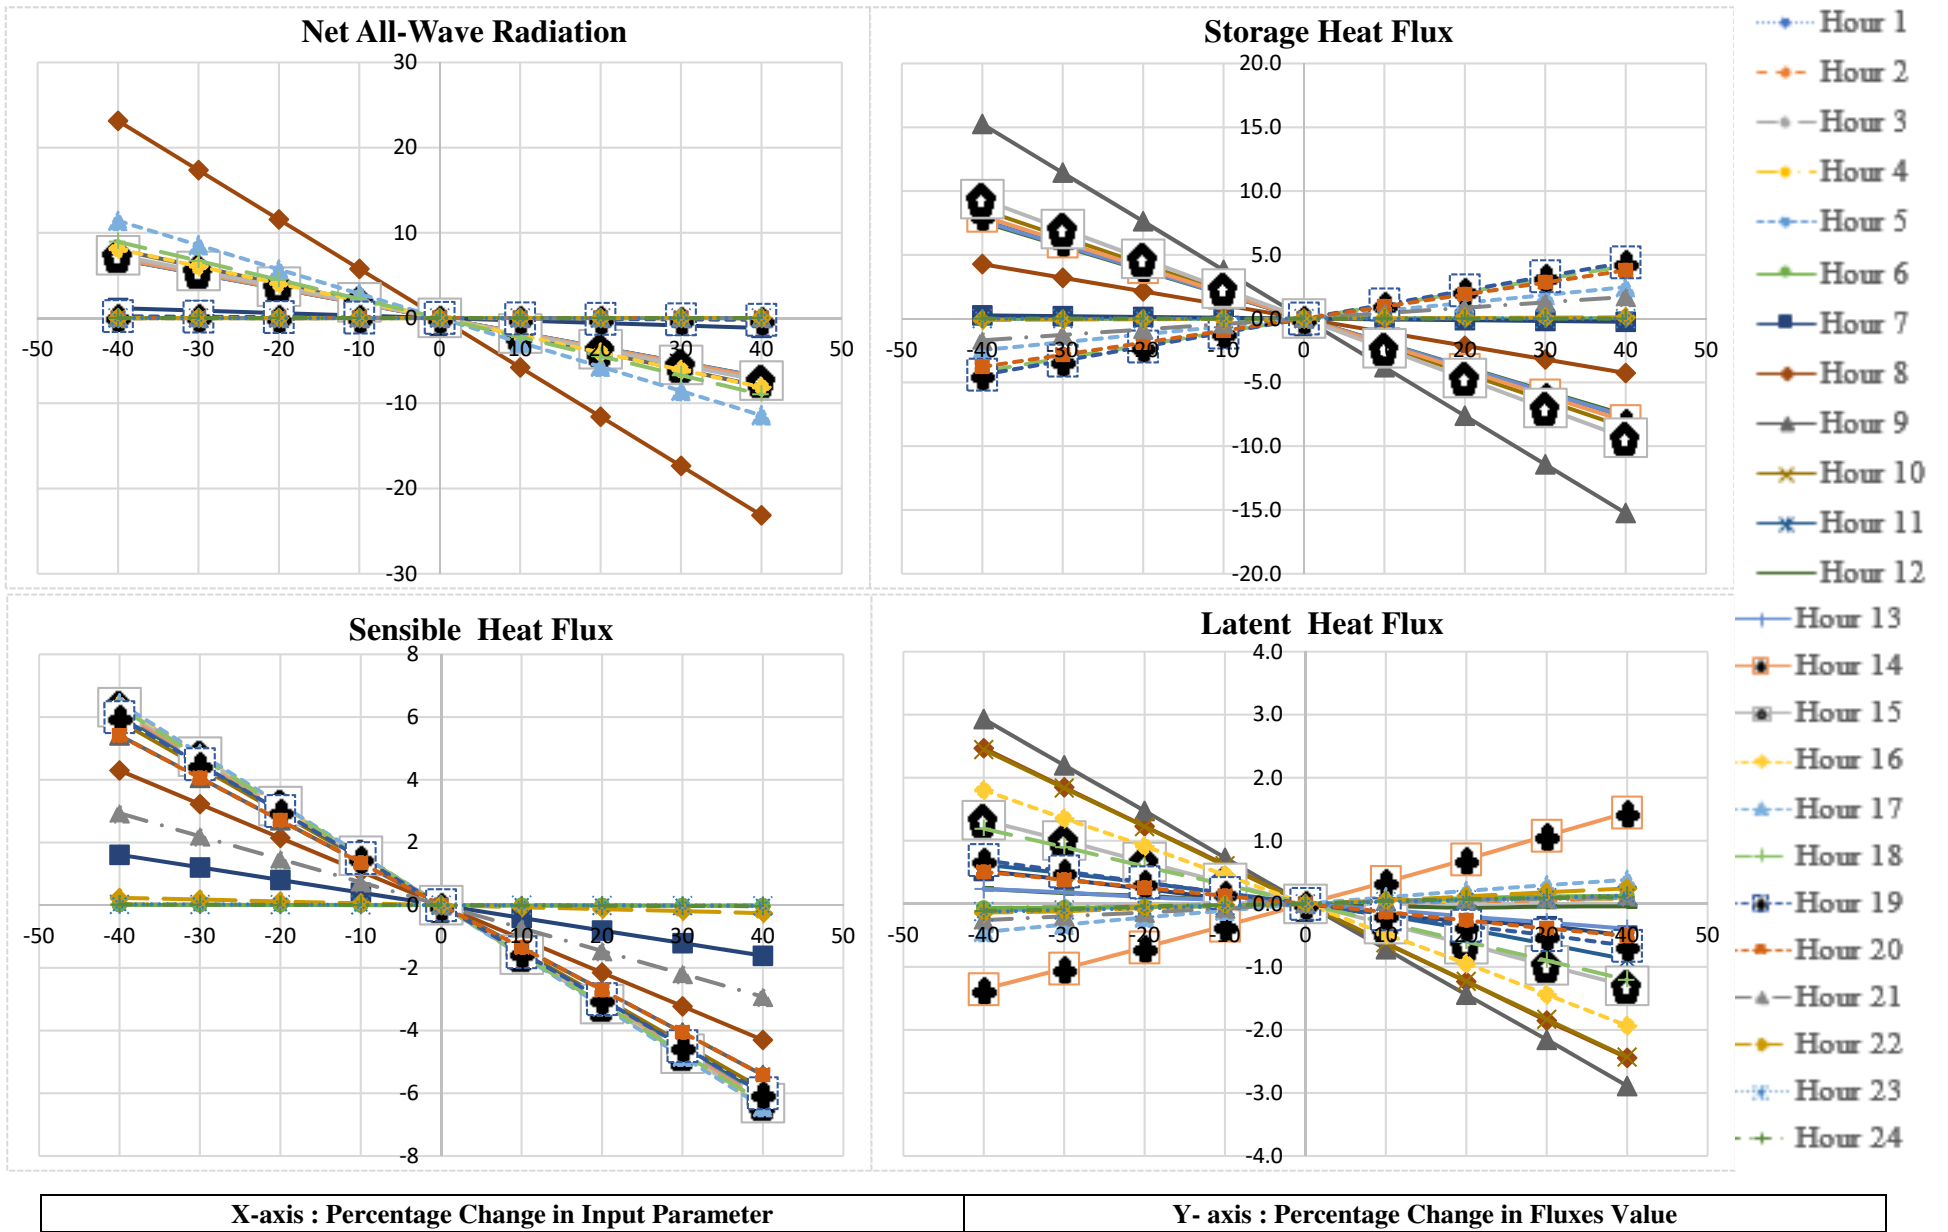 Net All-Wave Radiation
30
20
10
0
-10
-20
-30
-50 -40 -30 -20 -10 0 10 20 30 40 50
Storage Heat Flux
20.0
15.0
10.0
5.0
0.0
-5.0
-10.0
-15.0
-20.0
-50 -40 -30 -20 -10 0 10 20 30 40 50
Sensible Heat Flux
8
6
4
2
0
-2
-4
-6
-8
-50 -40 -30 -20 -10 0 10 20 30 40 50
Latent Heat Flux
4.0
3.0
2.0
1.0
0.0
-1.0
-2.0
-3.0
-4.0
-50 -40 -30 -20 -10 0 10 20 30 40 50
Hour 1
Hour 2
Hour 3
Hour 4
Hour 5
Hour 6
Hour 7
Hour 8
Hour 9
Hour 10
Hour 11
Hour 12
Hour 13
Hour 14
Hour 15
Hour 16
Hour 17
Hour 18
Hour 19
Hour 20
Hour 21
Hour 22
Hour 23
Hour 24
X-axis : Percentage Change in Input Parameter
Y- axis : Percentage Change in Fluxes Value